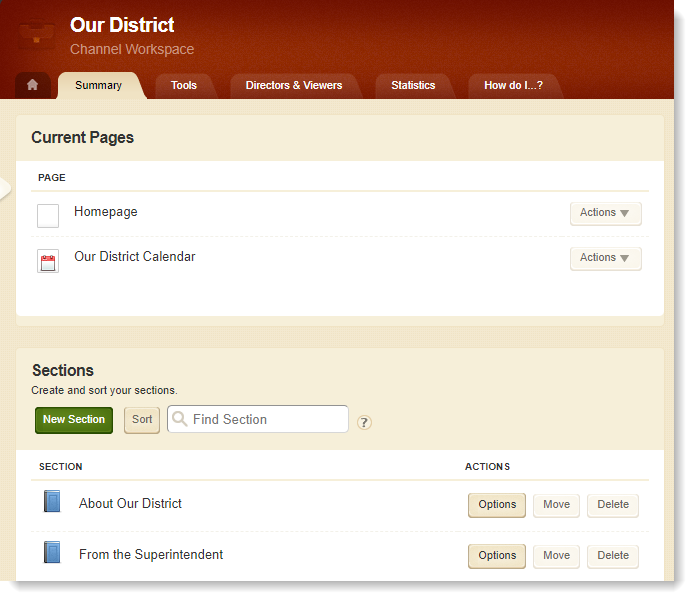 Our District
Channel Workspace
Summary Tools Directors & Viewers Statistics How do I...?
Current Pages
PAGE
Homepage Actions
Our District Calendar Actions
Sections
Create and sort your sections.
New Section Sort Find Section ?
SECTION ACTIONS
About Our District Options Move Delete
From the Superintendent Options Move Delete